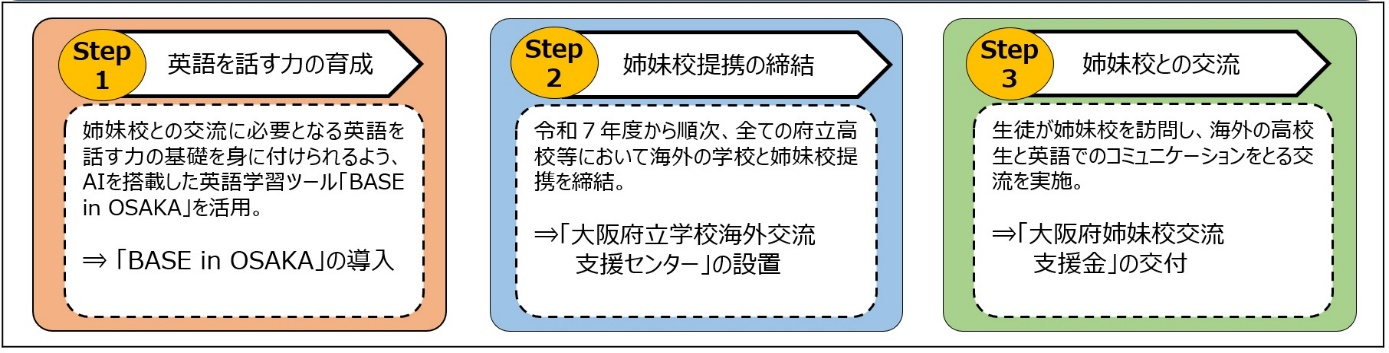 Step
1
英語を話す力の育成
姉妹校との交流に必要となる英語を
話す力の基礎を身に付けられるよう、
AIを搭載した英語学習ツール「BASE
in OSAKA」を活用。
⇒「BASE in OSAKA」の導入
Step
2
姉妹校提携の締結
令和７年度から順次、全ての府立高
校等において海外の学校と姉妹校提
携を締結。
⇒「大阪府立学校海外交流
支援センター」の設置
Step
3
姉妹校との交流
生徒が姉妹校を訪問し、海外の高校
生と英語でのコミュニケーションをとる交
流を実施。
⇒「大阪府姉妹校交流
支援金」の交付